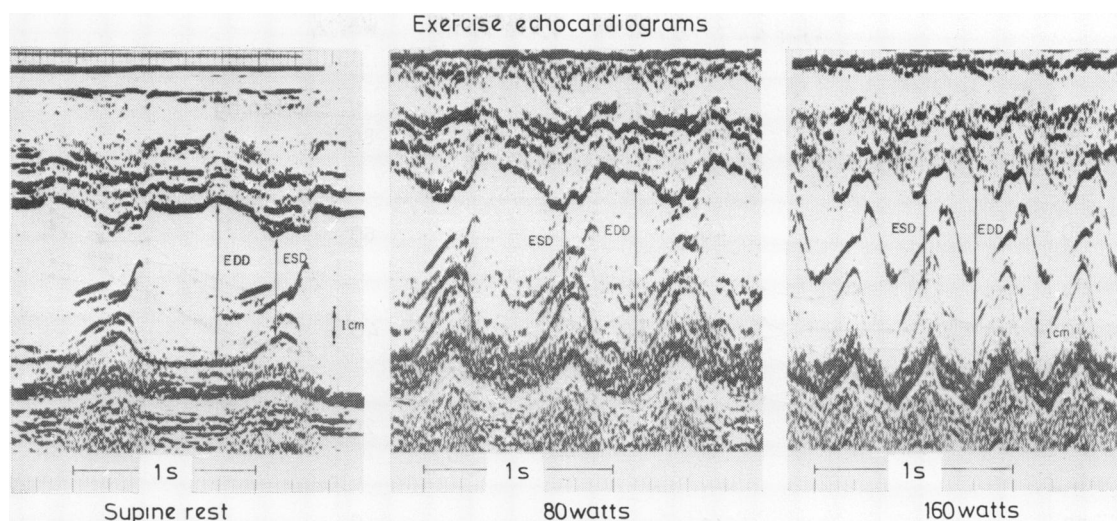 Exercise echocardiograms
EDD
ESD
1cm
1s
Supine rest
ESD
EDD
1s
80watts
ESD
EDD
1cm
1s
160watts